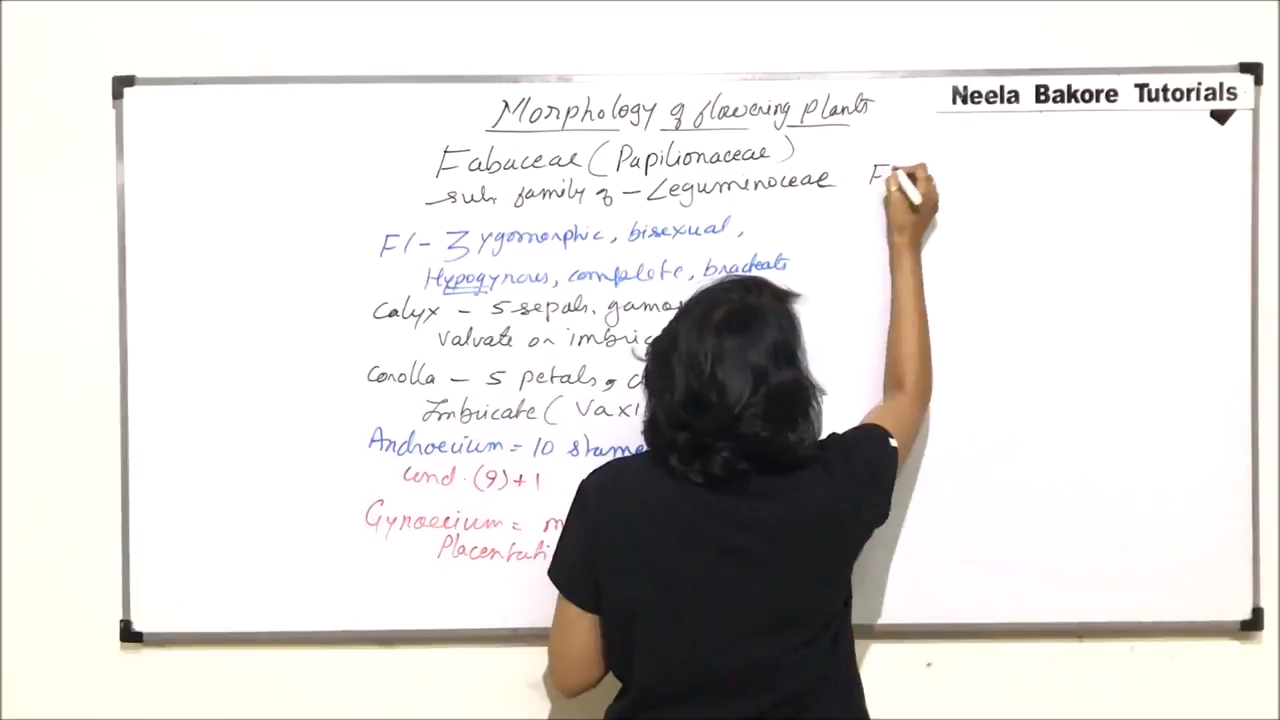 Neela Bakore Tutorials
Morphology of flowering plants
Fabaceae (Papilionaceae)
sub family of - Leguminoceae F
Fl - Zygomorphic, bisexual,
Hypogynous, complete, bracteate
Calyx - 5 sepals, gamo
Valvate or imbric
Corolla - 5 petals,
Imbricate (Vaxi
Androecium = 10 stame
cond. (9)+1
Gynoecium = m
Placentati